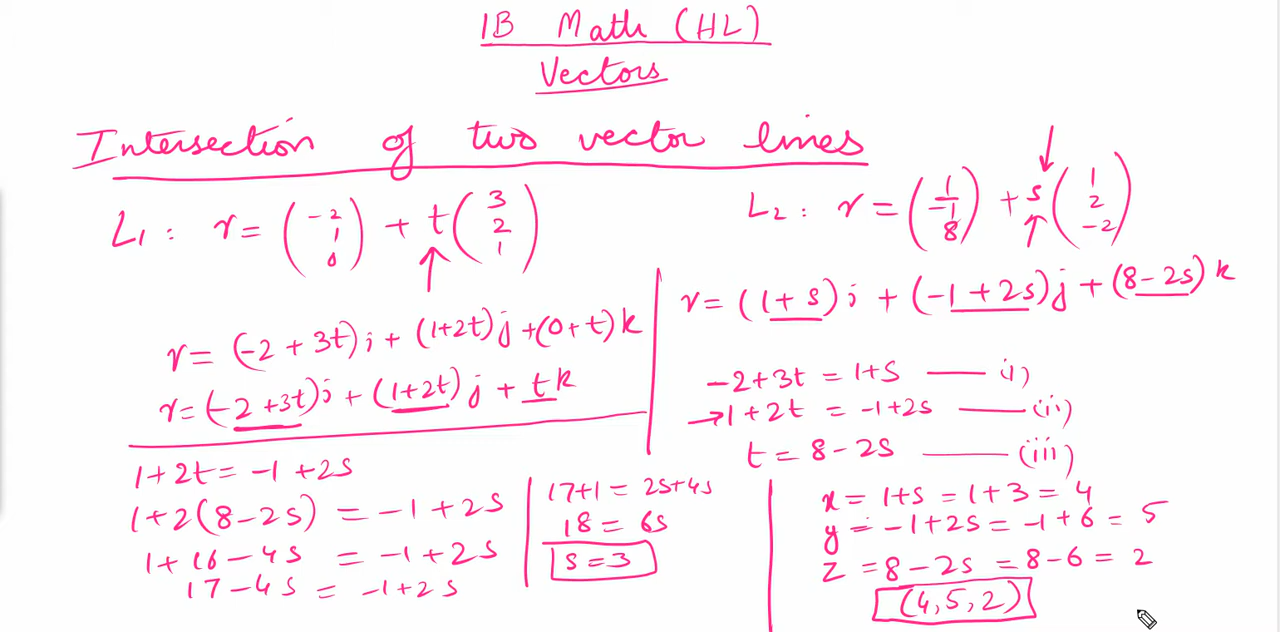 IB Math (HL)
Vectors
Intersection of two vector lines
L₁ : r = (-2 1 0) + t (3 2 1)
L₂ : r = (1 -1 8) + s (1 2 -2)
r = (-2 + 3t)i + (1+2t)j + (0+t)k
r = (-2 + 3t)i + (1+2t)j + tk
r = (1+s)i + (-1+2s)j + (8-2s)k
-2+3t = 1+s — (i)
→ 1+2t = -1+2s — (ii)
t = 8-2s — (iii)
1+2t = -1+2s
1+2(8-2s) = -1+2s
1+16-4s = -1+2s
17-4s = -1+2s
17+1 = 2s+4s
18 = 6s
s = 3
x = 1+s = 1+3 = 4
y = -1+2s = -1+6 = 5
z = 8-2s = 8-6 = 2
(4,5,2)